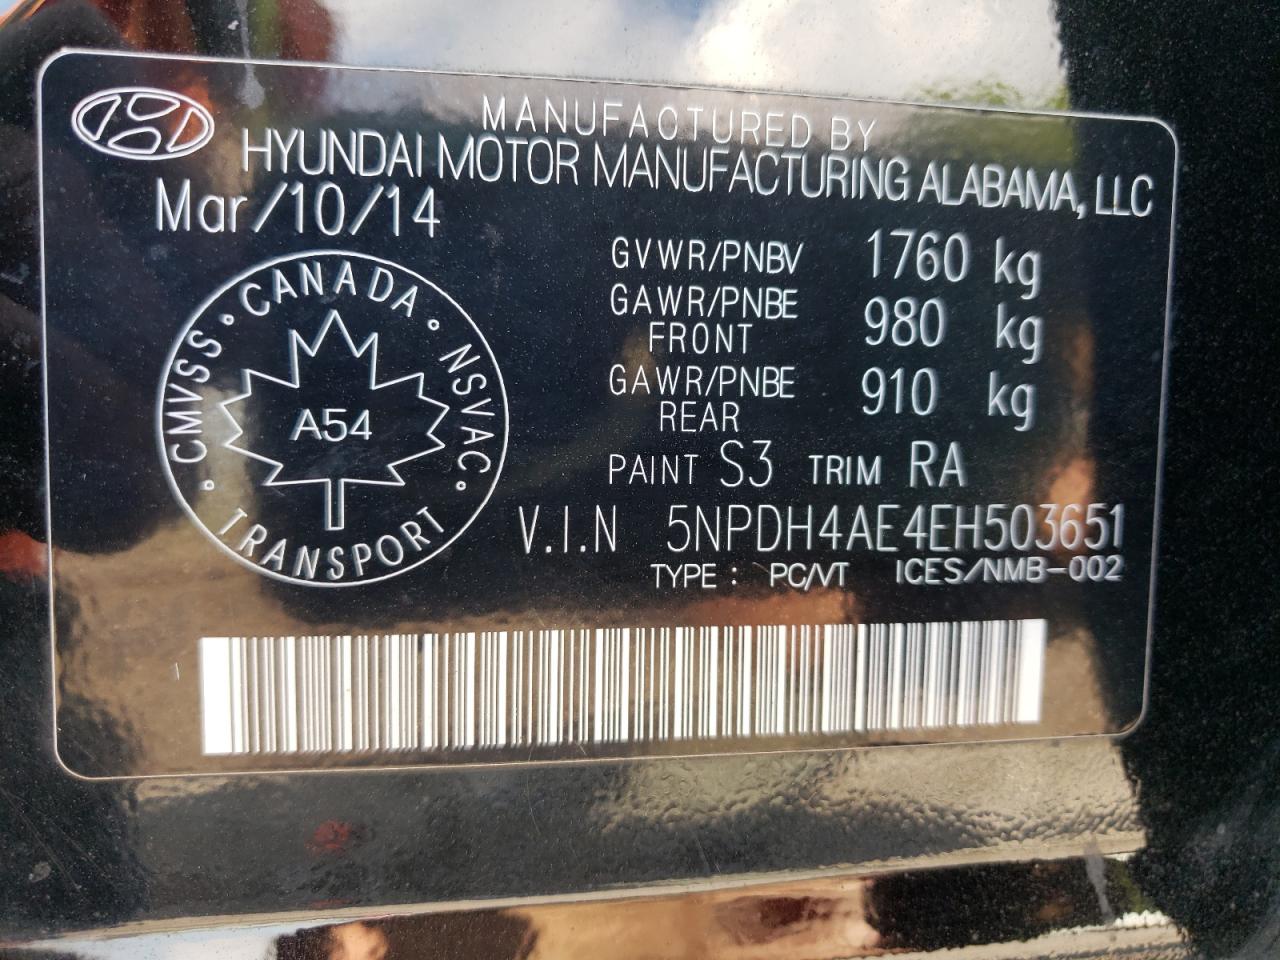 MANUFACTURED BY
HYUNDAI MOTOR MANUFACTURING ALABAMA, LLC
Mar/10/14
GVWR/PNBV 1760 kg
GAWR/PNBE FRONT 980 kg
GAWR/PNBE REAR 910 kg
CANADA · NSVAC · TRANSPORT · CMVSS ·
A54
PAINT S3 TRIM RA
V.I.N 5NPDH4AE4EH503651
TYPE : PC/VT ICES/NMB-002